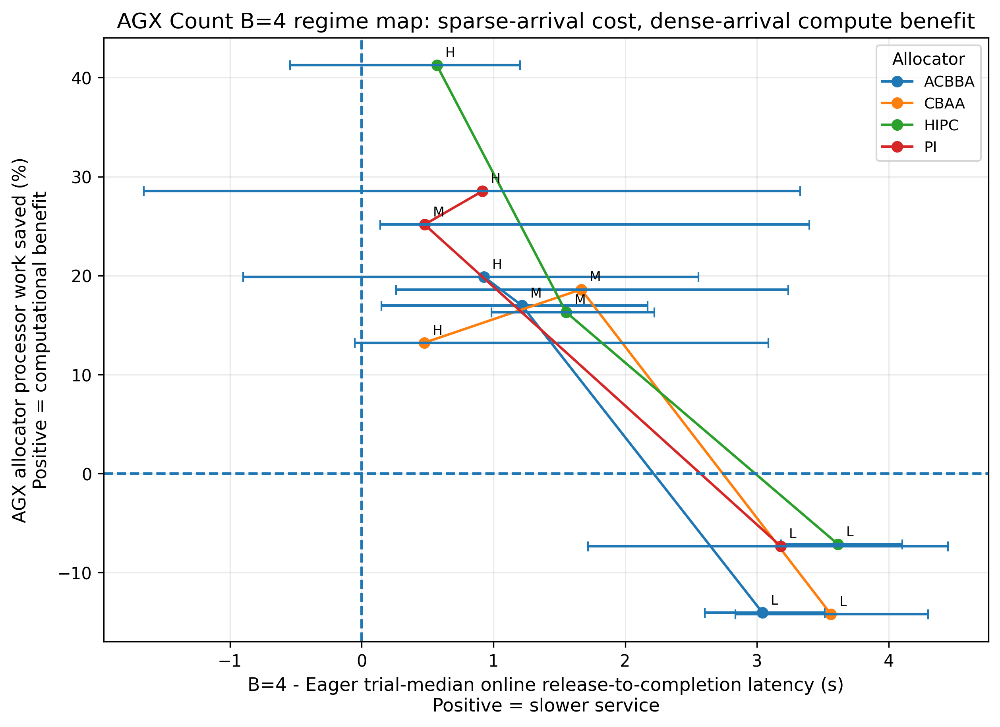 AGX Count B=4 regime map: sparse-arrival cost, dense-arrival compute benefit
AGX allocator processor work saved (%)
Positive = computational benefit
40
30
20
10
0
−10
H
H
M
H
M
M
M
H
L
L
L
L
Allocator
ACBBA
CBAA
HIPC
PI
−1
0
1
2
3
4
B=4 - Eager trial-median online release-to-completion latency (s)
Positive = slower service